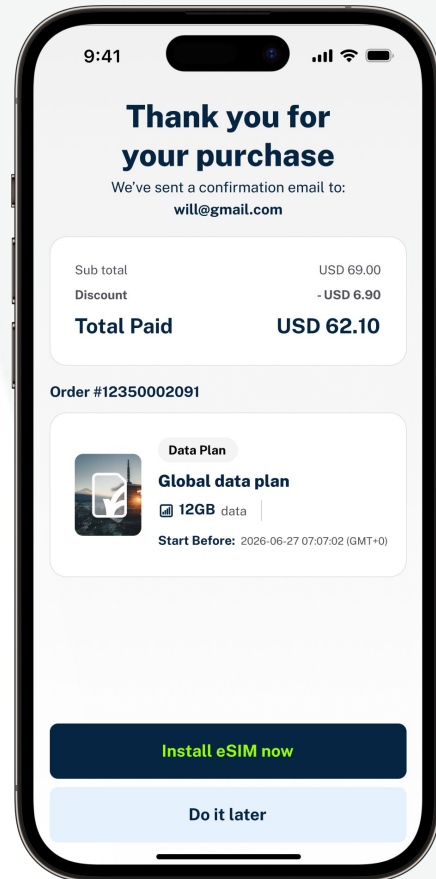 9:41
Thank you for
your purchase
We've sent a confirmation email to:
will@gmail.com
Sub total USD 69.00
Discount - USD 6.90
Total Paid USD 62.10
Order #12350002091
Data Plan
Global data plan
12GB data
Start Before: 2026-06-27 07:07:02 (GMT+0)
Install eSIM now
Do it later